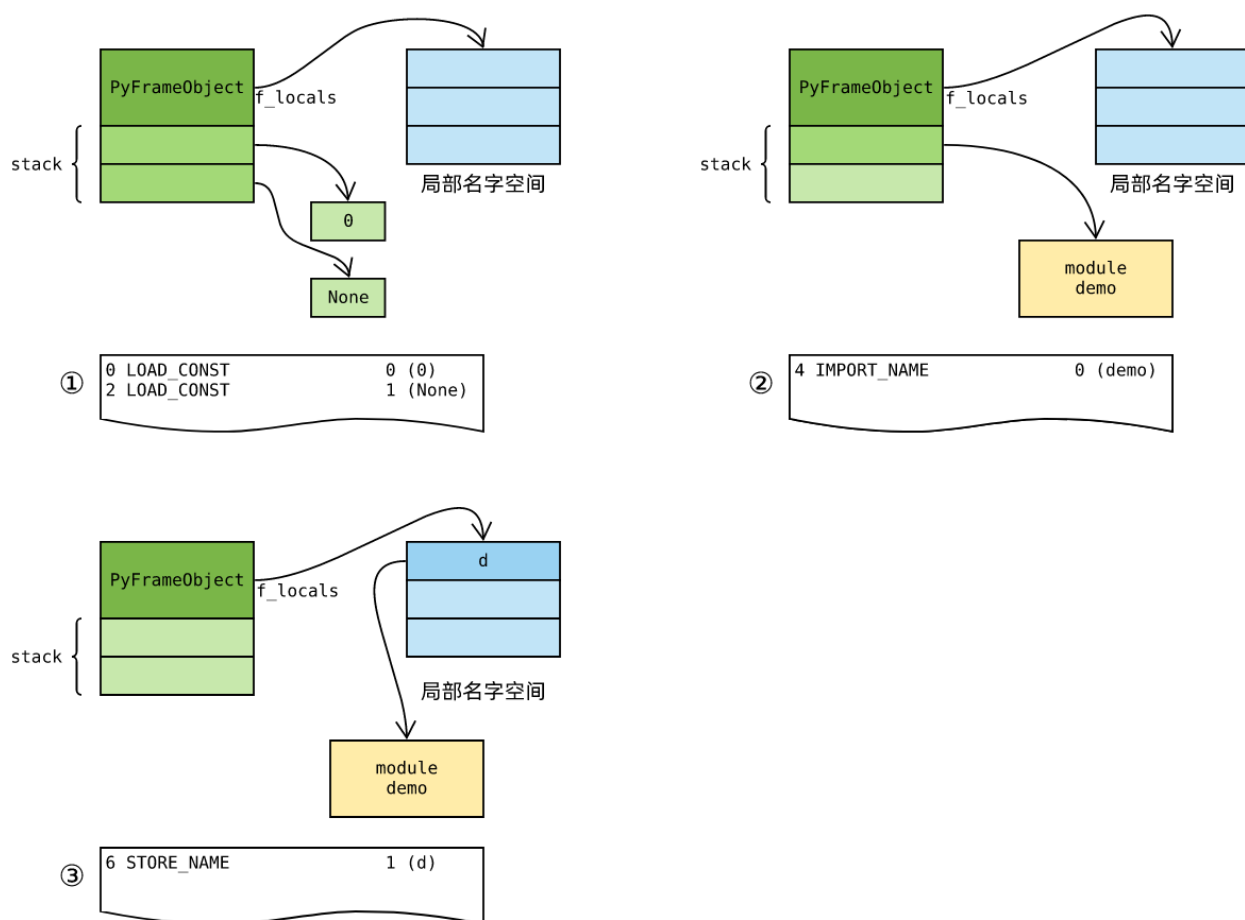 PyFrameObject
f_locals
stack
局部名字空间
0
None
① 0 LOAD_CONST 0 (0)
2 LOAD_CONST 1 (None)
PyFrameObject
f_locals
stack
局部名字空间
module
demo
② 4 IMPORT_NAME 0 (demo)
PyFrameObject
f_locals
d
stack
局部名字空间
module
demo
③ 6 STORE_NAME 1 (d)